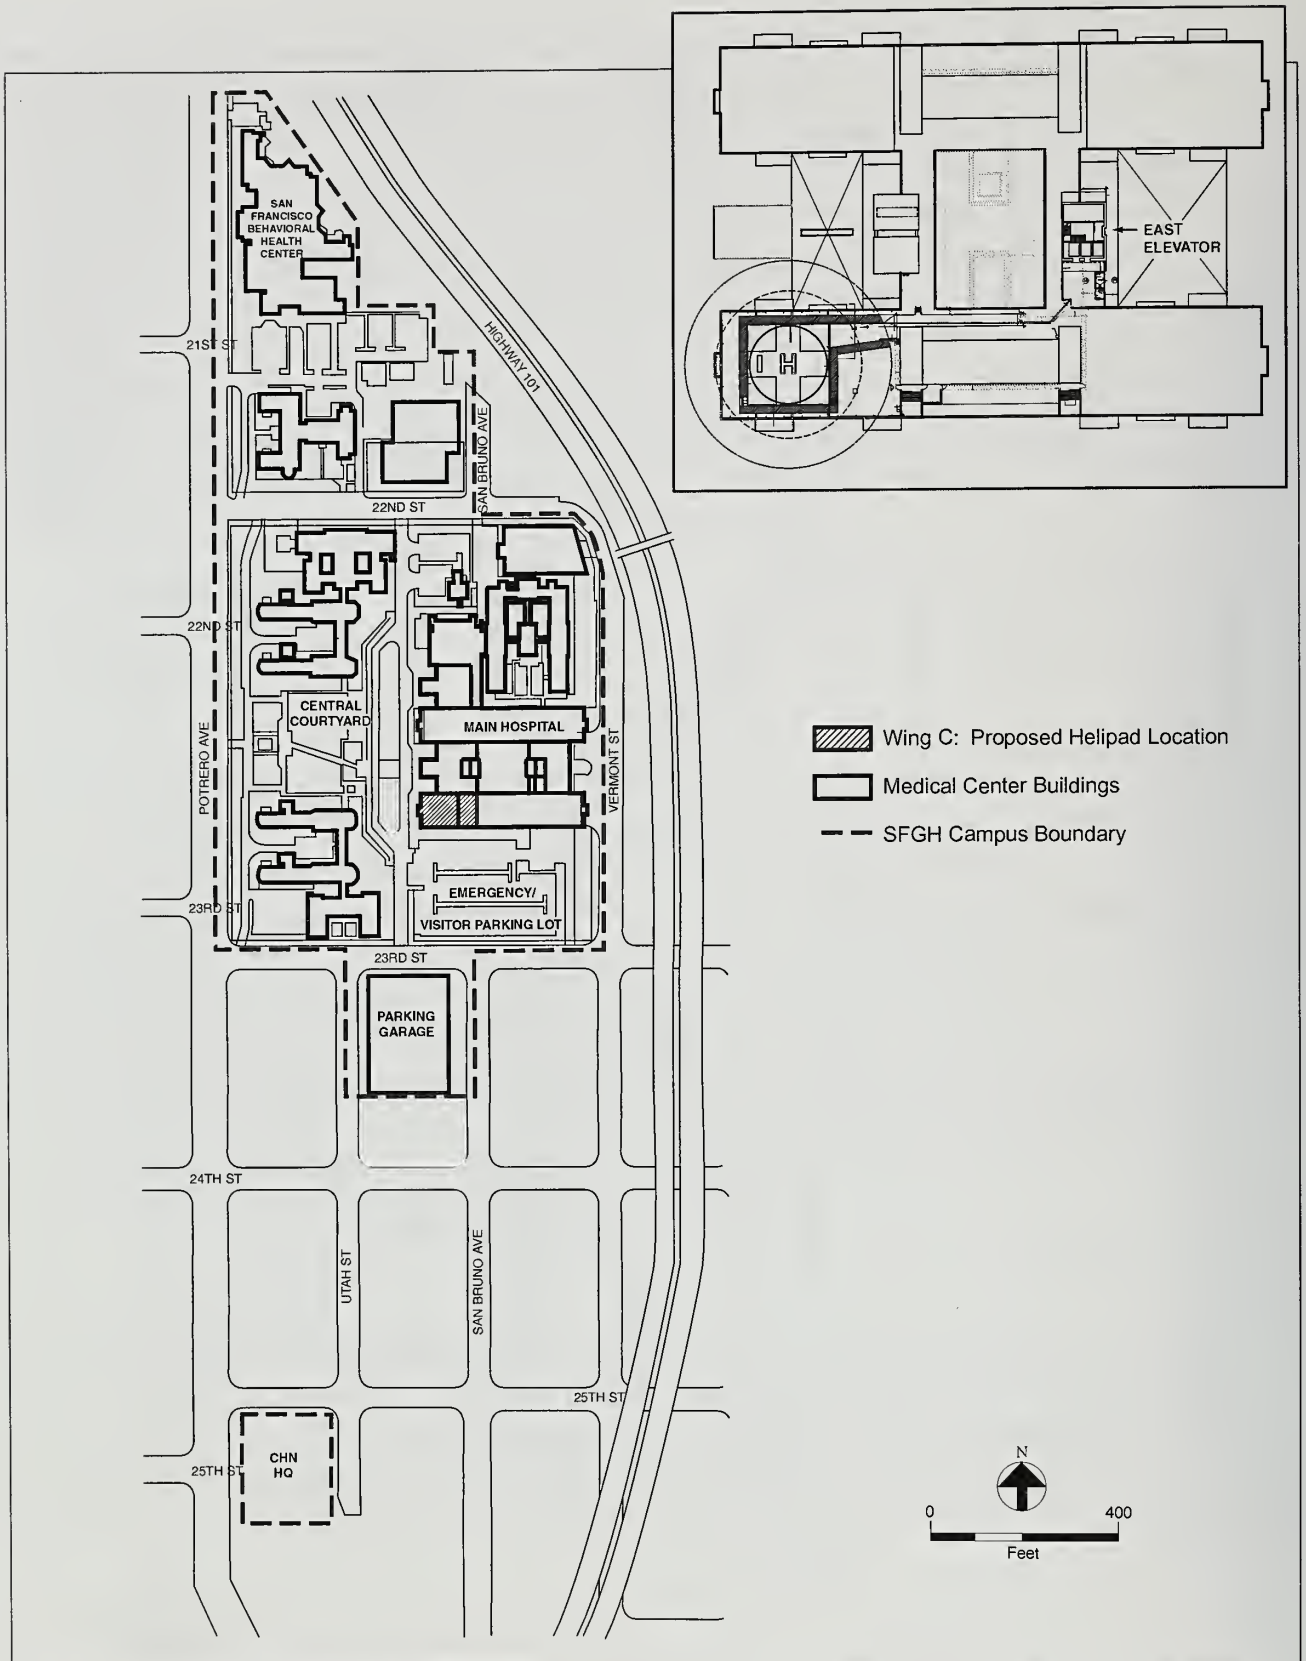 EAST
ELEVATOR
H
SAN
FRANCISCO
BEHAVIORAL
HEALTH
CENTER
21ST ST
HIGHWAY 101
SAN BRUNO AVE
22ND ST
22ND ST
CENTRAL
COURTYARD
MAIN HOSPITAL
POTRERO AVE
VERMONT ST
Wing C: Proposed Helipad Location
Medical Center Buildings
SFGH Campus Boundary
EMERGENCY/
VISITOR PARKING LOT
23RD ST
23RD ST
PARKING
GARAGE
24TH ST
UTAH ST
SAN BRUNO AVE
25TH ST
CHN
HQ
25TH ST
N
0 400
Feet